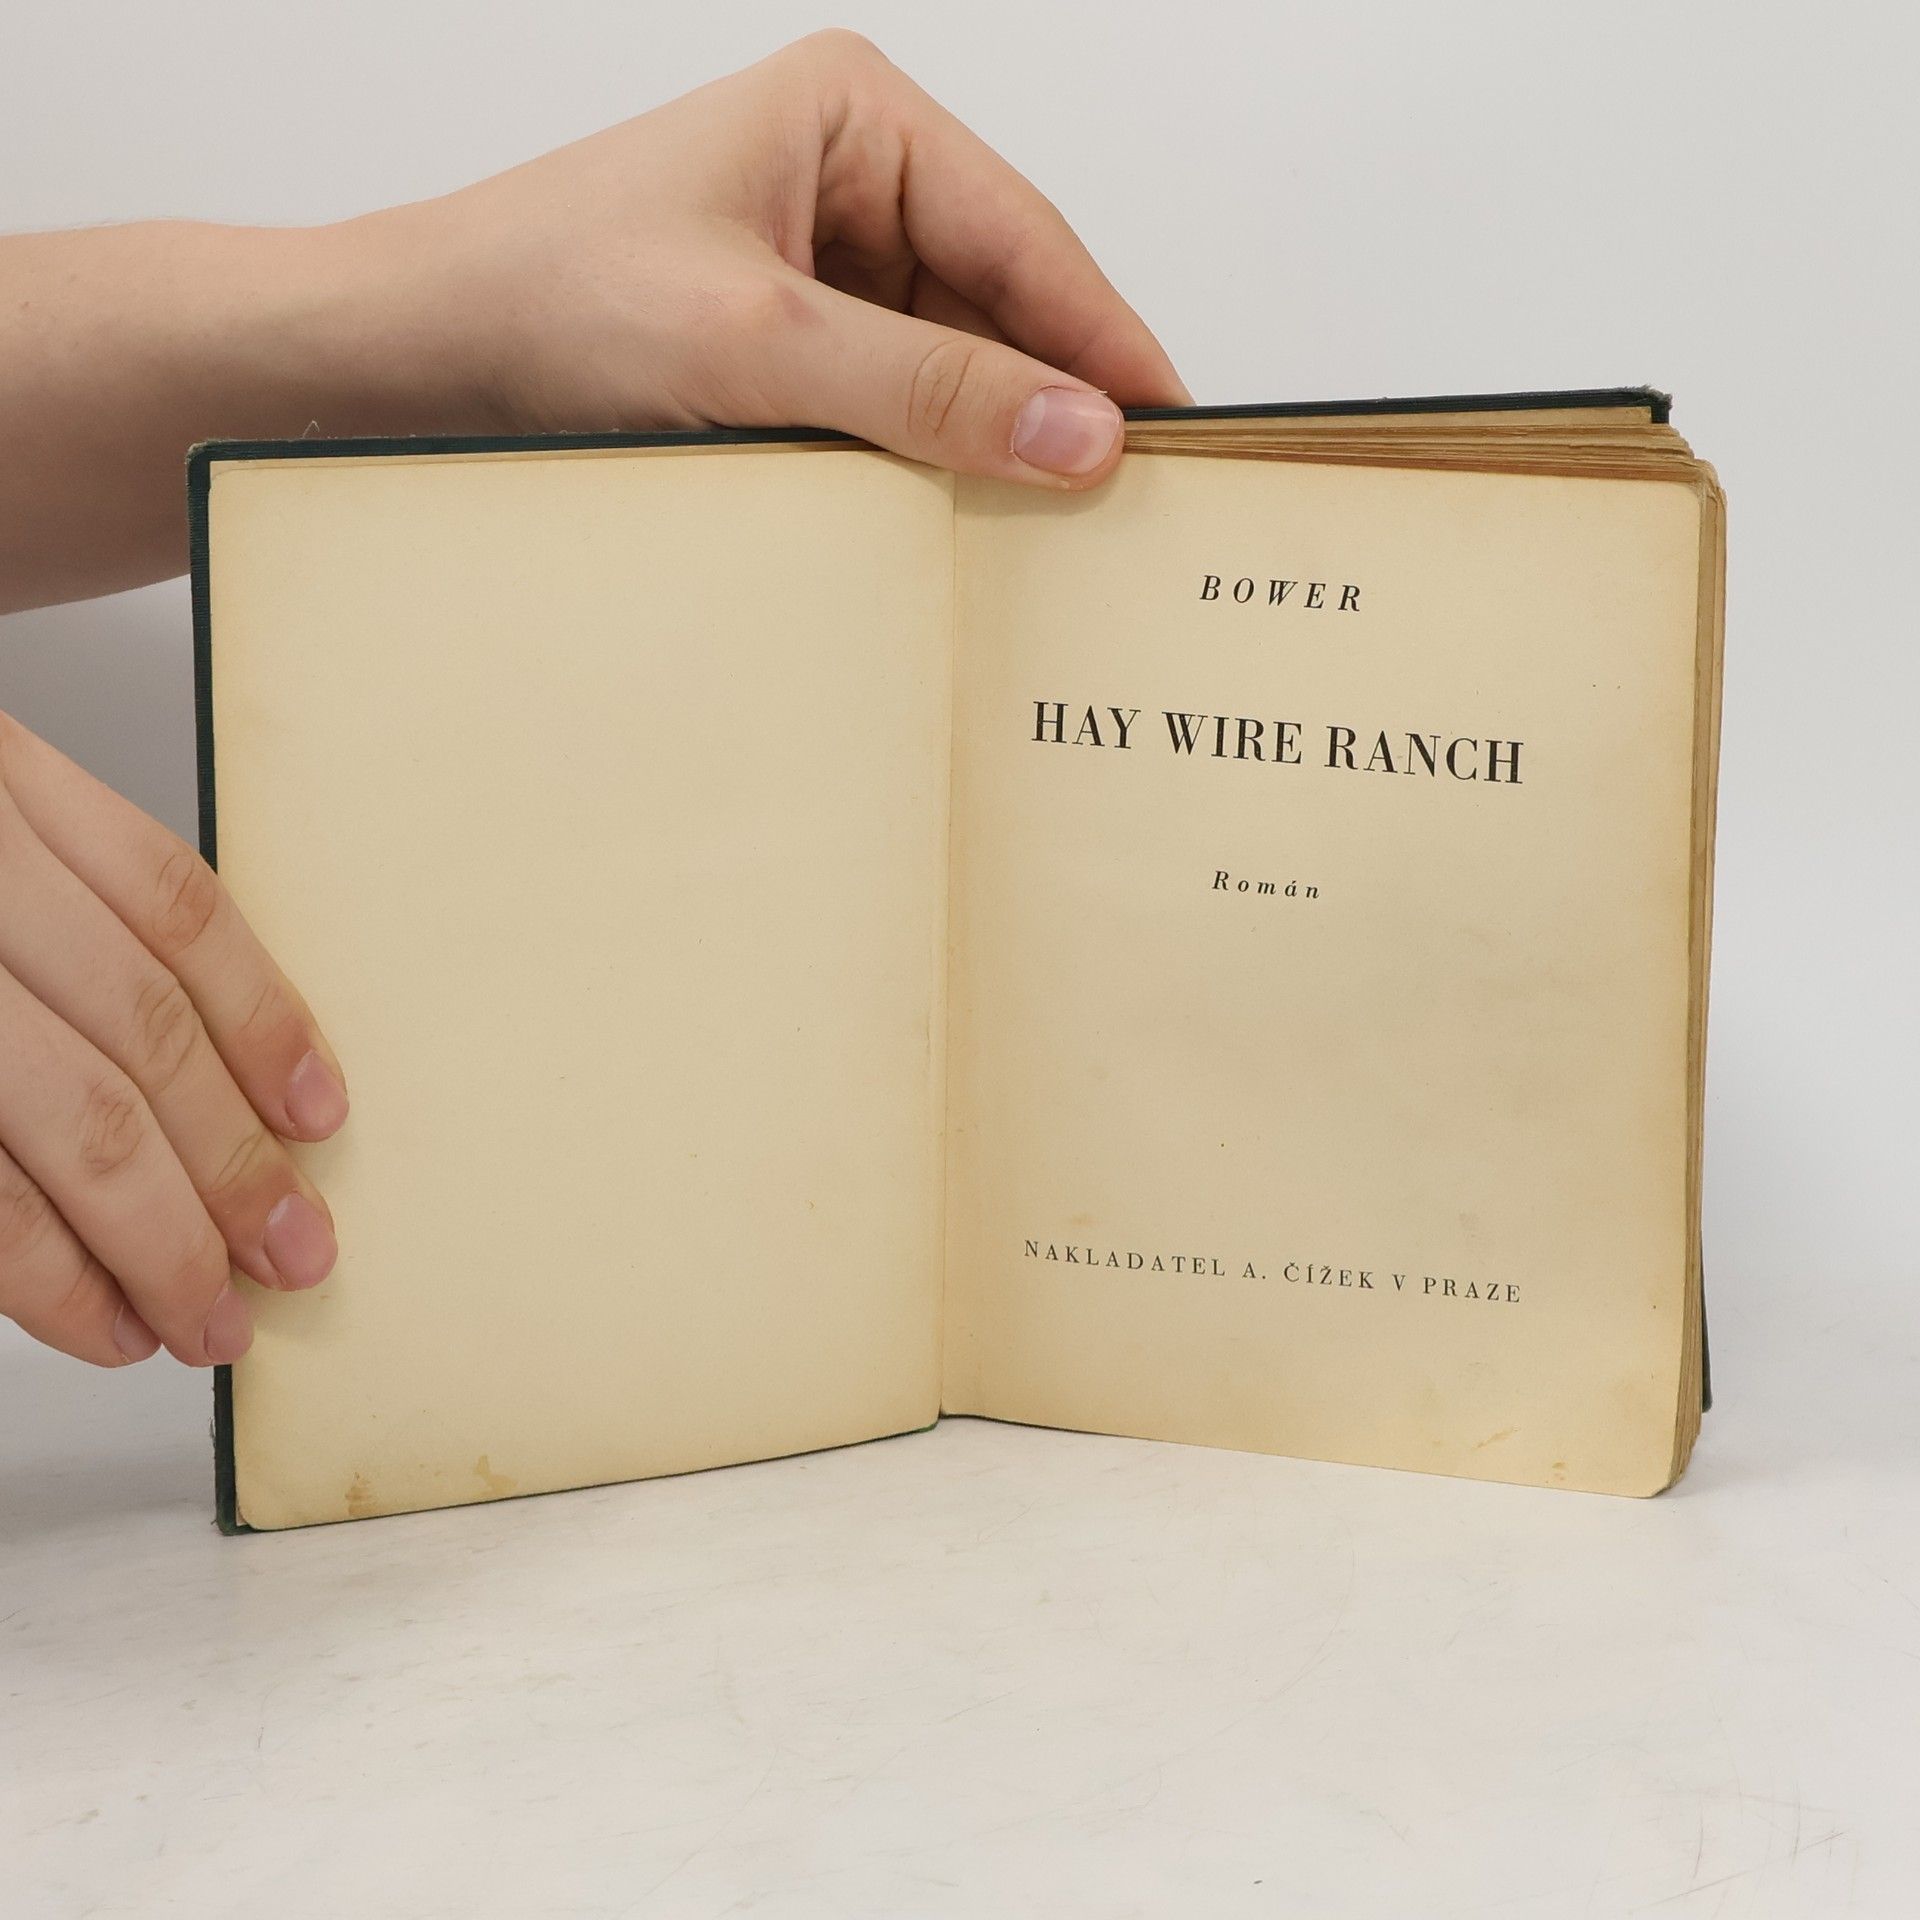 BOWER
HAY WIRE RANCH
Román
NAKLADATEL A. ČÍŽEK V PRAZE